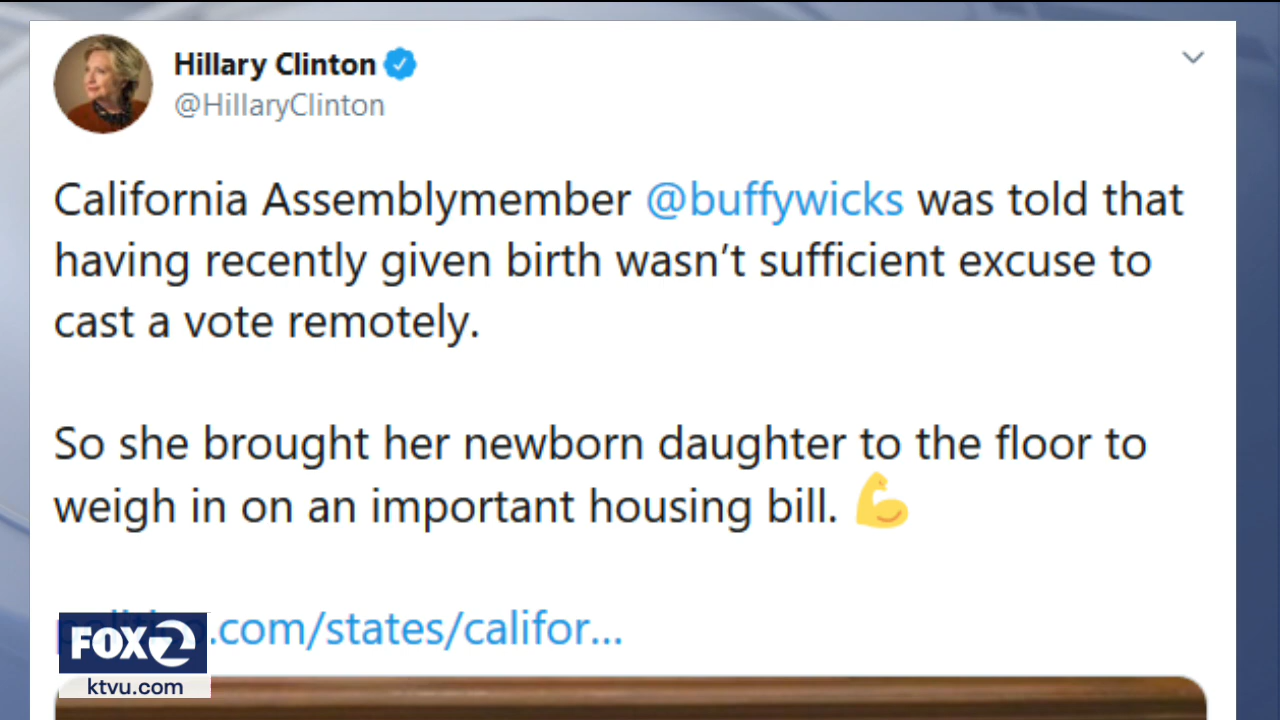 Hillary Clinton
@HillaryClinton
California Assemblymember @buffywicks was told that
having recently given birth wasn't sufficient excuse to
cast a vote remotely.
So she brought her newborn daughter to the floor to
weigh in on an important housing bill. 💪
politico.com/states/califor...
FOX 2
ktvu.com